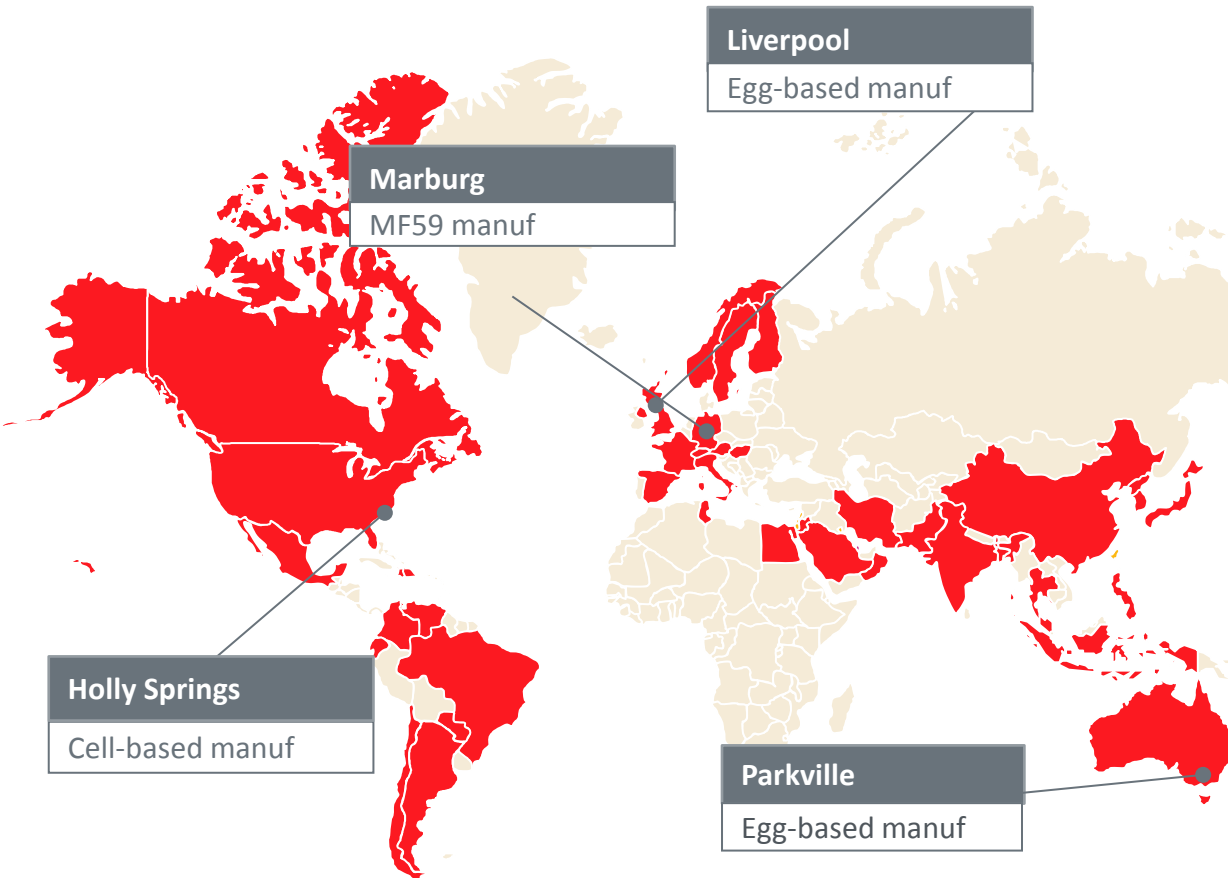 Liverpool
Egg-based manuf
Marburg
MF59 manuf
Holly Springs
Cell-based manuf
Parkville
Egg-based manuf